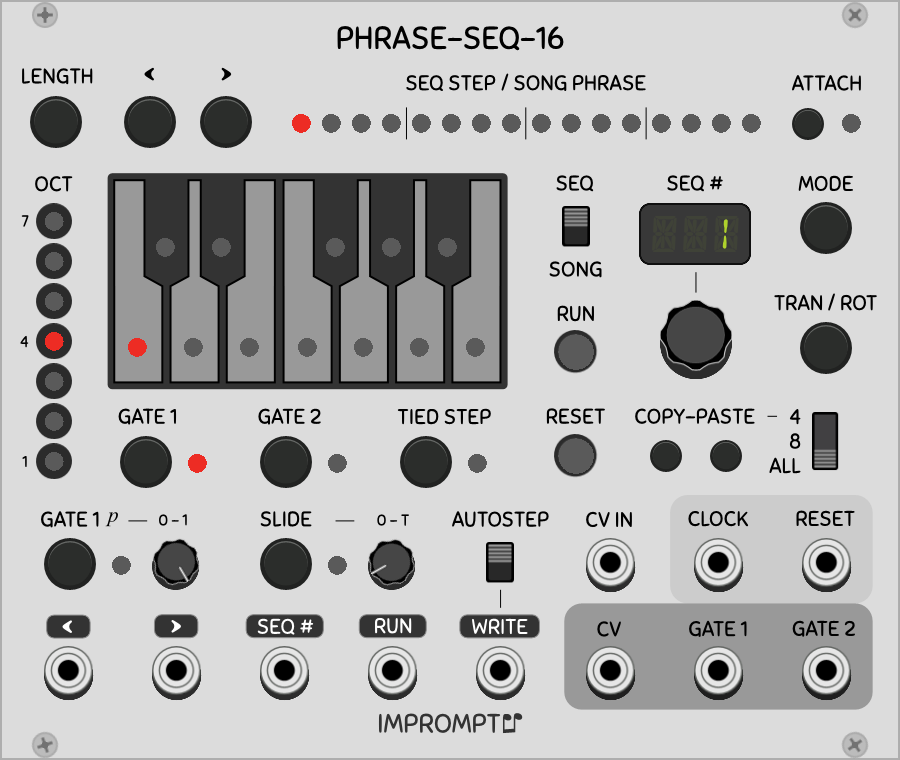 PHRASE-SEQ-16
LENGTH < > SEQ STEP / SONG PHRASE ATTACH
OCT SEQ SEQ # MODE
7
1
SONG
RUN TRAN / ROT
4
GATE 1 GATE 2 TIED STEP RESET COPY-PASTE – 4
8
1 ALL
GATE 1 p — 0-1 SLIDE — 0-T AUTOSTEP CV IN CLOCK RESET
< > SEQ # RUN WRITE CV GATE 1 GATE 2
IMPROMPTU